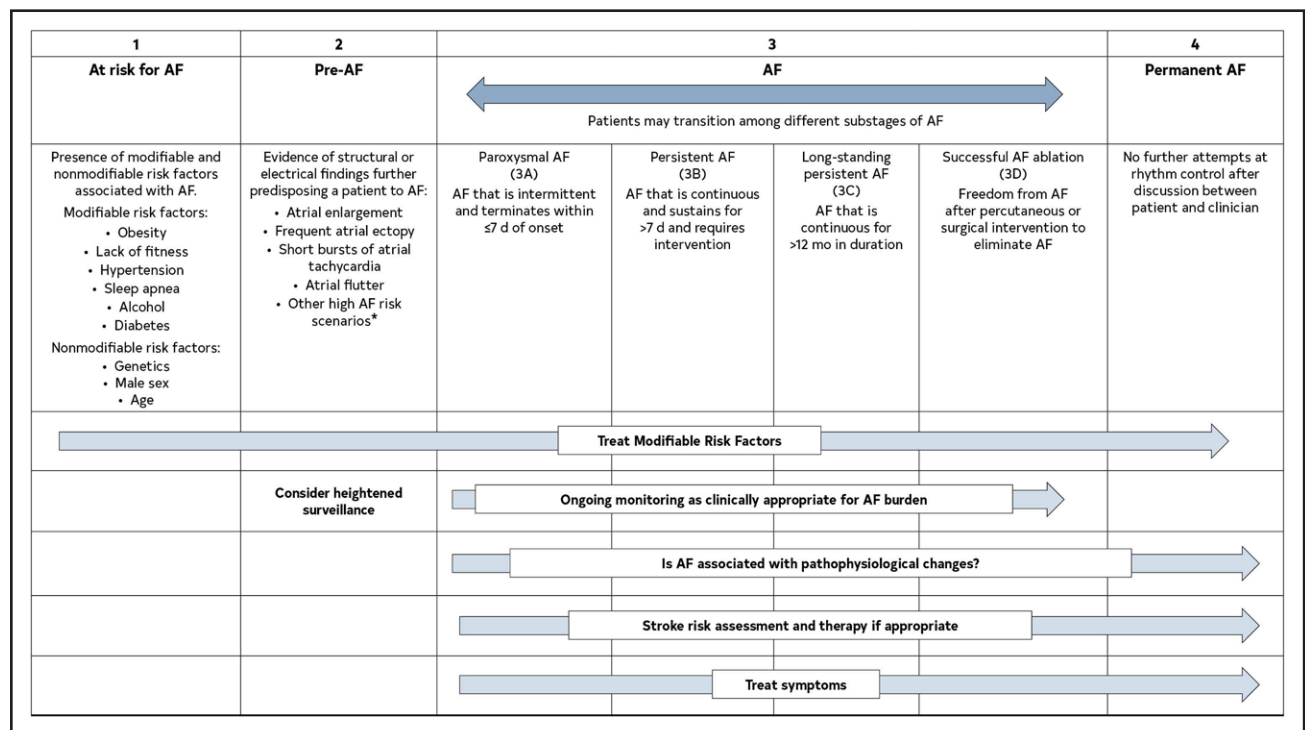 1
2
3
4
At risk for AF
Pre-AF
AF
Permanent AF
Patients may transition among different substages of AF
Presence of modifiable and
nonmodifiable risk factors
associated with AF.
Modifiable risk factors:
• Obesity
• Lack of fitness
• Hypertension
• Sleep apnea
• Alcohol
• Diabetes
Nonmodifiable risk factors:
• Genetics
• Male sex
• Age
Evidence of structural or
electrical findings further
predisposing a patient to AF:
• Atrial enlargement
• Frequent atrial ectopy
• Short bursts of atrial
tachycardia
• Atrial flutter
• Other high AF risk
scenarios*
Paroxysmal AF
(3A)
AF that is intermittent
and terminates within
≤7 d of onset
Persistent AF
(3B)
AF that is continuous
and sustains for
>7 d and requires
intervention
Long-standing
persistent AF
(3C)
AF that is
continuous for
>12 mo in duration
Successful AF ablation
(3D)
Freedom from AF
after percutaneous or
surgical intervention to
eliminate AF
No further attempts at
rhythm control after
discussion between
patient and clinician
Treat Modifiable Risk Factors
Consider heightened
surveillance
Ongoing monitoring as clinically appropriate for AF burden
Is AF associated with pathophysiological changes?
Stroke risk assessment and therapy if appropriate
Treat symptoms